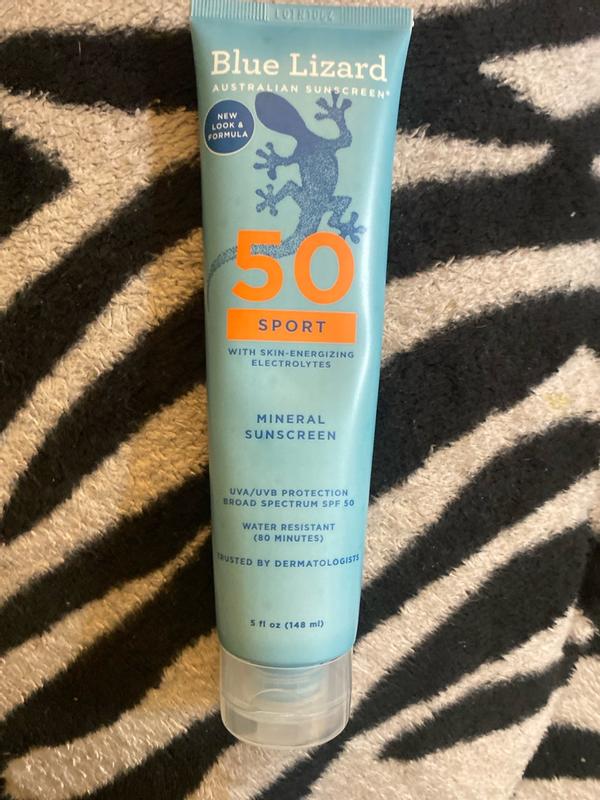 Blue Lizard
AUSTRALIAN SUNSCREEN®
NEW
LOOK &
FORMULA
50
SPORT
WITH SKIN-ENERGIZING
ELECTROLYTES
MINERAL
SUNSCREEN
UVA/UVB PROTECTION
BROAD SPECTRUM SPF 50
WATER RESISTANT
(80 MINUTES)
TRUSTED BY DERMATOLOGISTS
5 fl oz (148 ml)